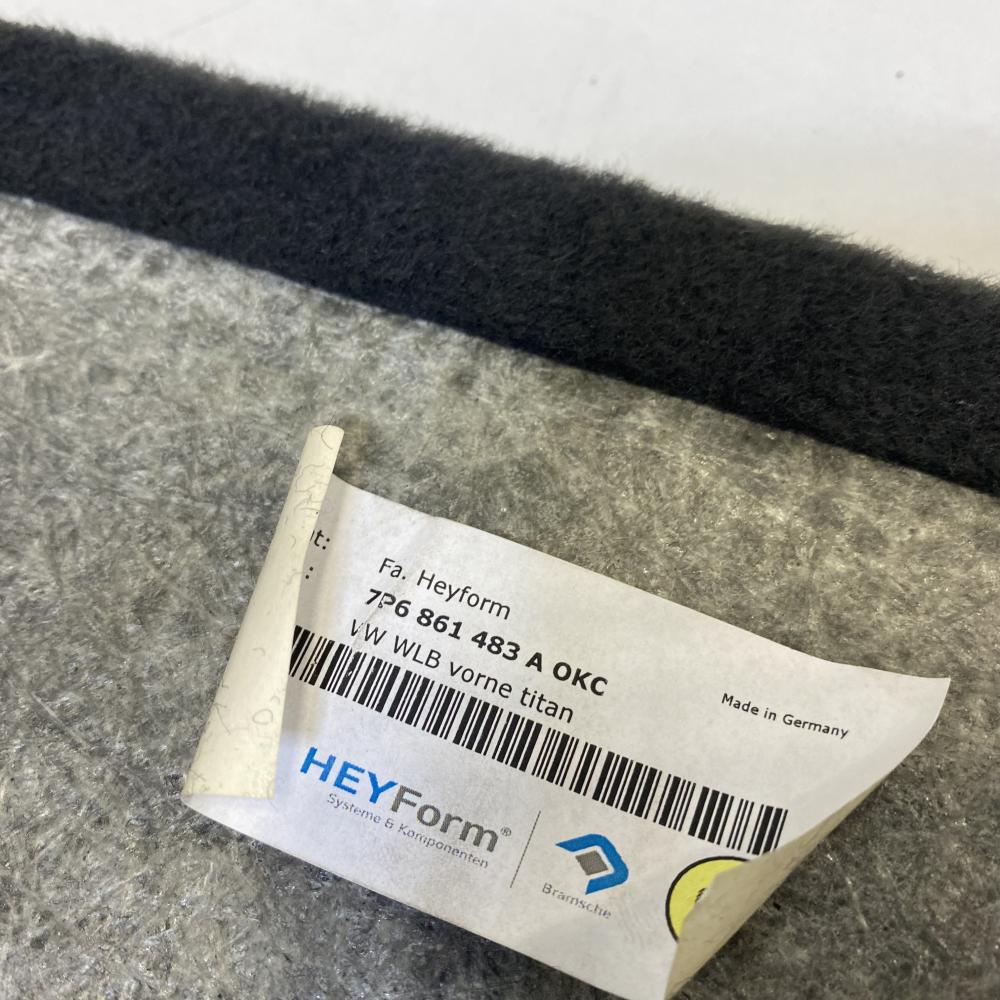 t:
Fa. Heyform
:
7P6 861 483 A OKC
VW WLB vorne titan
Made in Germany
HEYForm®
Systeme & Komponenten
Bramsche